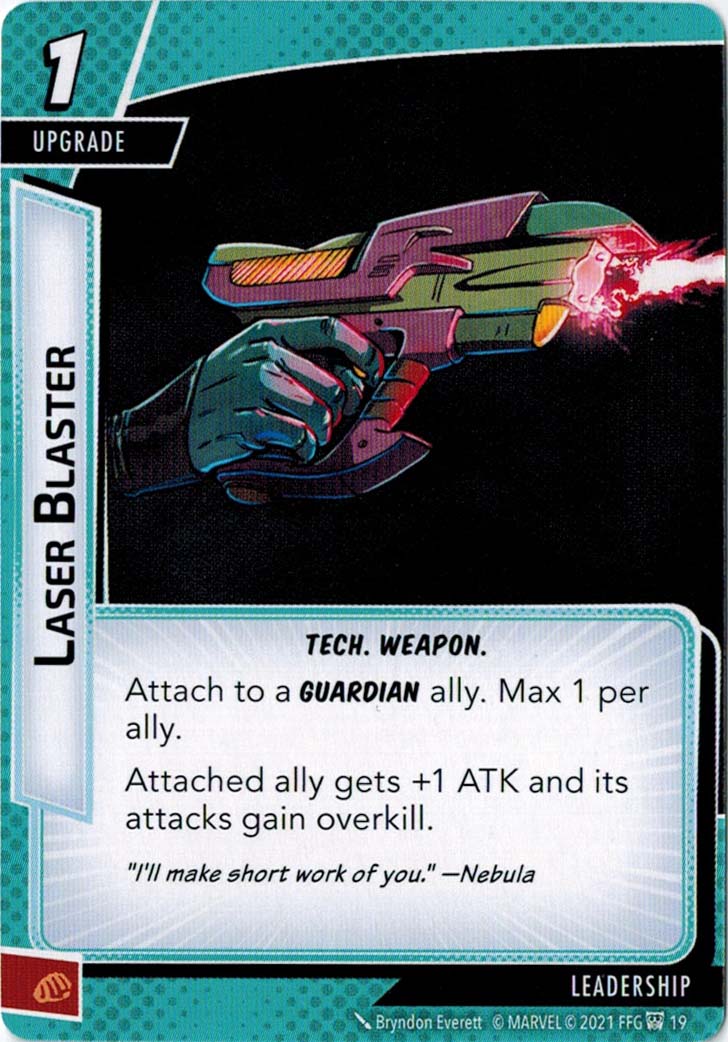 1
UPGRADE
LASER BLASTER
TECH. WEAPON.
Attach to a GUARDIAN ally. Max 1 per
ally.
Attached ally gets +1 ATK and its
attacks gain overkill.
"I'll make short work of you." —Nebula
LEADERSHIP
Bryndon Everett © MARVEL © 2021 FFG 19